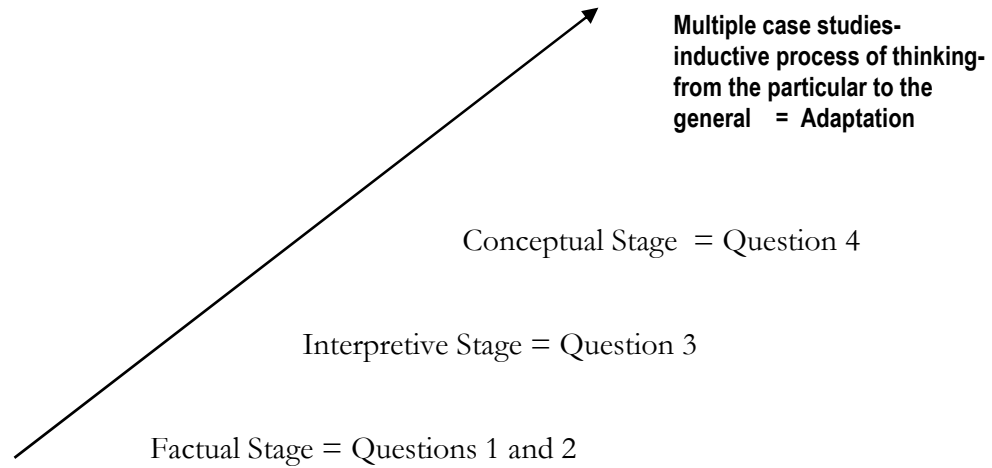 Multiple case studies-
inductive process of thinking-
from the particular to the
general = Adaptation
Conceptual Stage = Question 4
Interpretive Stage = Question 3
Factual Stage = Questions 1 and 2